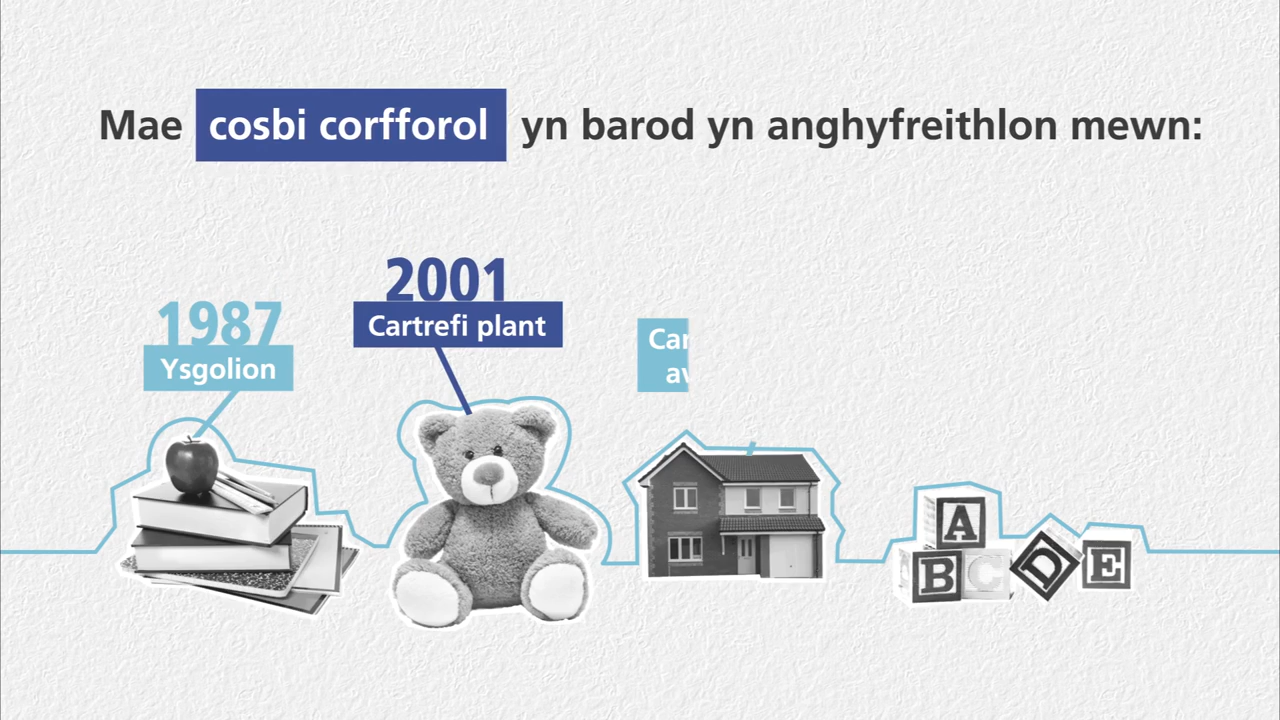 Mae cosbi corfforol yn barod yn anghyfreithlon mewn:
1987
Ysgolion
2001
Cartrefi plant
A
B C D E